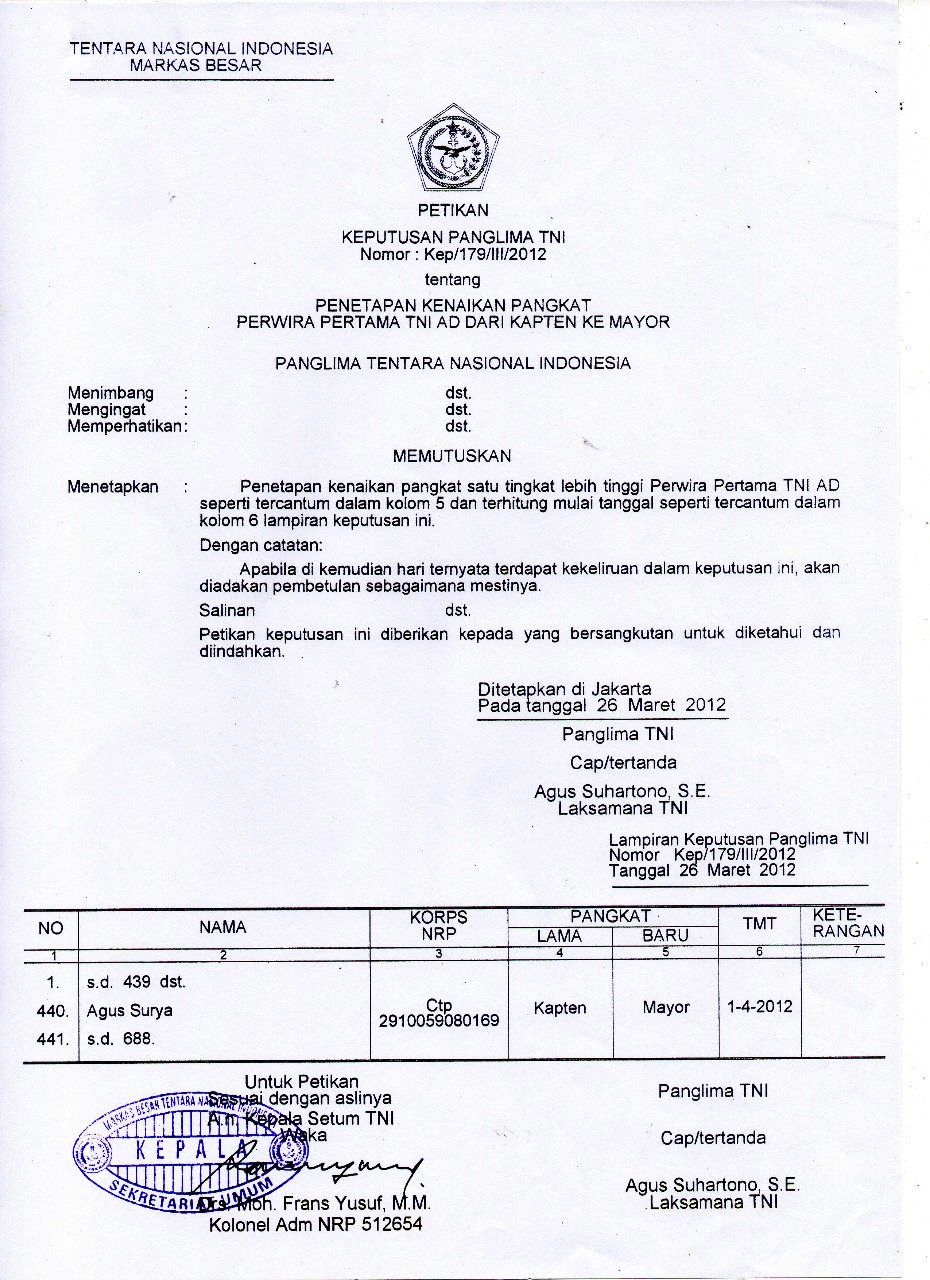 TENTARA NASIONAL INDONESIA
MARKAS BESAR
PETIKAN
KEPUTUSAN PANGLIMA TNI
Nomor : Kep/179/III/2012
tentang
PENETAPAN KENAIKAN PANGKAT
PERWIRA PERTAMA TNI AD DARI KAPTEN KE MAYOR
PANGLIMA TENTARA NASIONAL INDONESIA
Menimbang : dst.
Mengingat : dst.
Memperhatikan : dst.
MEMUTUSKAN
Menetapkan : Penetapan kenaikan pangkat satu tingkat lebih tinggi Perwira Pertama TNI AD
seperti tercantum dalam kolom 5 dan terhitung mulai tanggal seperti tercantum dalam
kolom 6 lampiran keputusan ini.
Dengan catatan:
Apabila di kemudian hari ternyata terdapat kekeliruan dalam keputusan ini, akan
diadakan pembetulan sebagaimana mestinya.
Salinan dst.
Petikan keputusan ini diberikan kepada yang bersangkutan untuk diketahui dan
diindahkan.
Ditetapkan di Jakarta
Pada tanggal 26 Maret 2012
Panglima TNI
Cap/tertanda
Agus Suhartono, S.E.
Laksamana TNI
Lampiran Keputusan Panglima TNI
Nomor Kep/179/III/2012
Tanggal 26 Maret 2012
NO NAMA KORPS NRP PANGKAT TMT KETE-RANGAN
LAMA BARU
1 2 3 4 5 6 7
1. s.d. 439 dst.
440. Agus Surya Ctp 2910059080169 Kapten Mayor 1-4-2012
441. s.d. 688.
Untuk Petikan
Sesuai dengan aslinya
A.n. Kepala Setum TNI
Waka
MARKAS BESAR TENTARA NASIONAL INDONESIA
KEPALA
SEKRETARIAT UMUM
Drs. Moh. Frans Yusuf, M.M.
Kolonel Adm NRP 512654
Panglima TNI
Cap/tertanda
Agus Suhartono, S.E.
Laksamana TNI